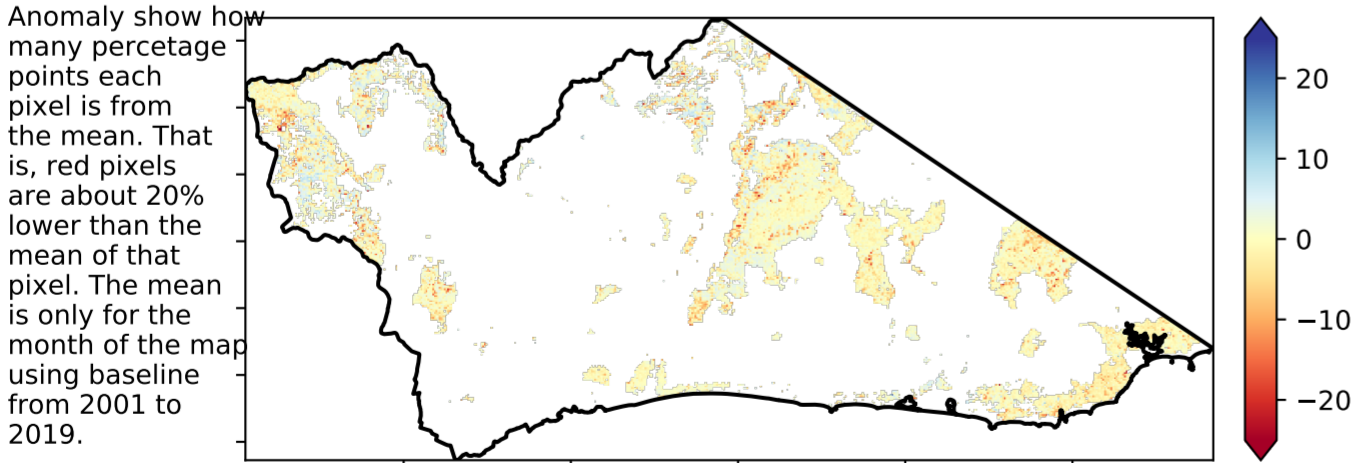 Anomaly show how
many percetage
points each
pixel is from
the mean. That
is, red pixels
are about 20%
lower than the
mean of that
pixel. The mean
is only for the
month of the map
using baseline
from 2001 to
2019.
20
10
0
−10
−20